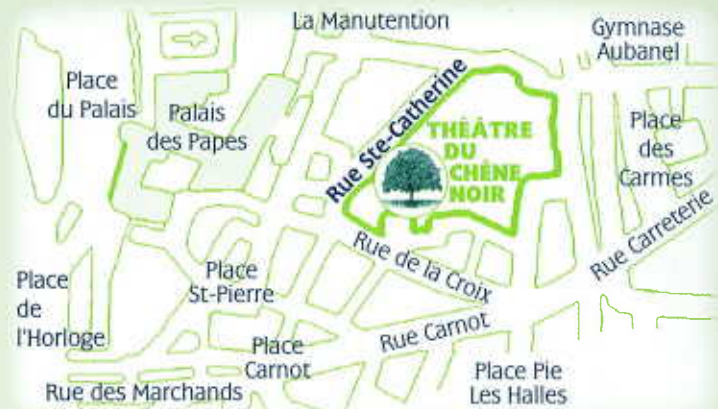 La Manutention
Gymnase
Aubanel
Place
du Palais
Palais
des Papes
Rue Ste-Catherine
THÉÂTRE
DU
CHÊNE
NOIR
Place
des
Carmes
Rue Carreterie
Rue de la Croix
Place
St-Pierre
Place
de
l'Horloge
Rue Carnot
Place
Carnot
Place Pie
Les Halles
Rue des Marchands